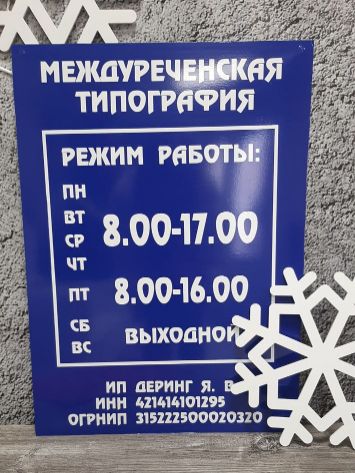 МЕЖДУРЕЧЕНСКАЯ
ТИПОГРАФИЯ
РЕЖИМ РАБОТЫ:
ПН
ВТ
СР
ЧТ
8.00-17.00
ПТ 8.00-16.00
СБ
ВС
ВЫХОДНОЙ
ИП ДЕРИНГ Я.
ИНН 421414101295
ОГРНИП 315222500020320